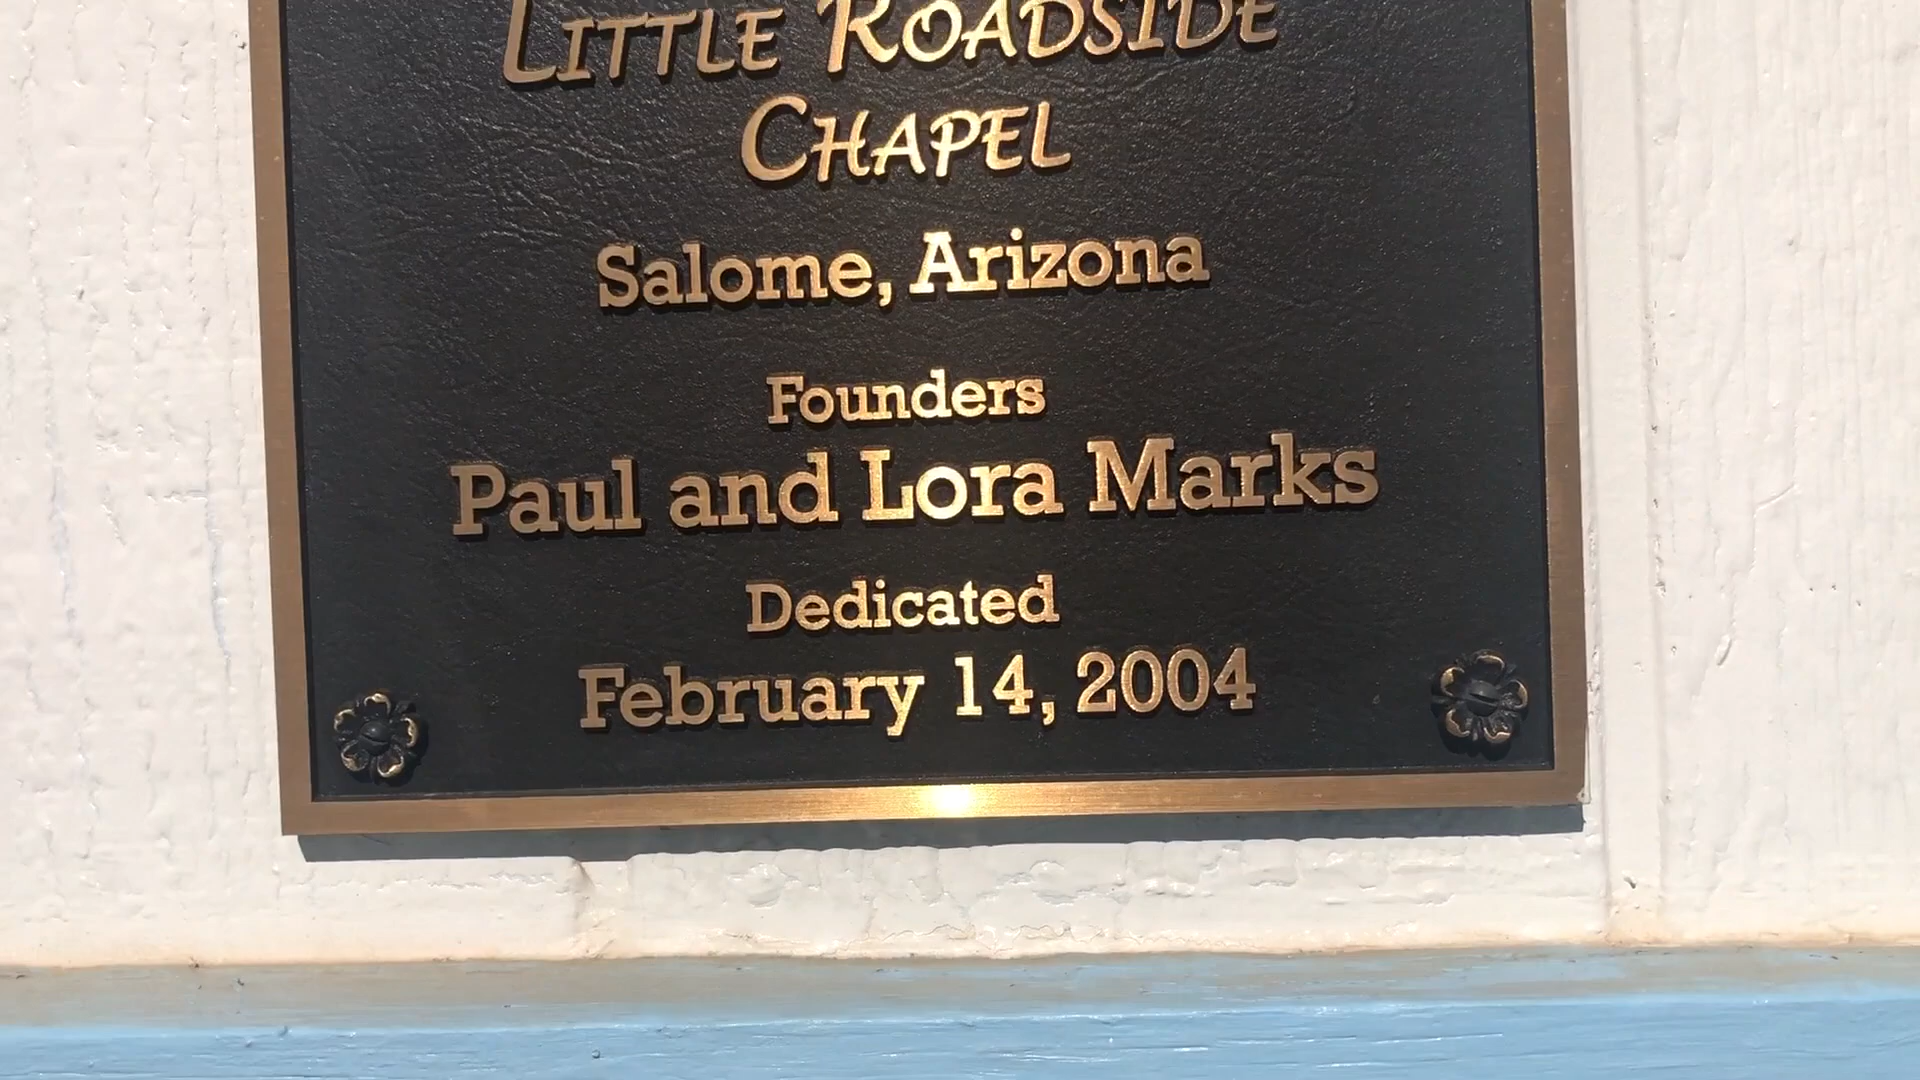 LITTLE ROADSIDE
CHAPEL
Salome, Arizona
Founders
Paul and Lora Marks
Dedicated
February 14, 2004